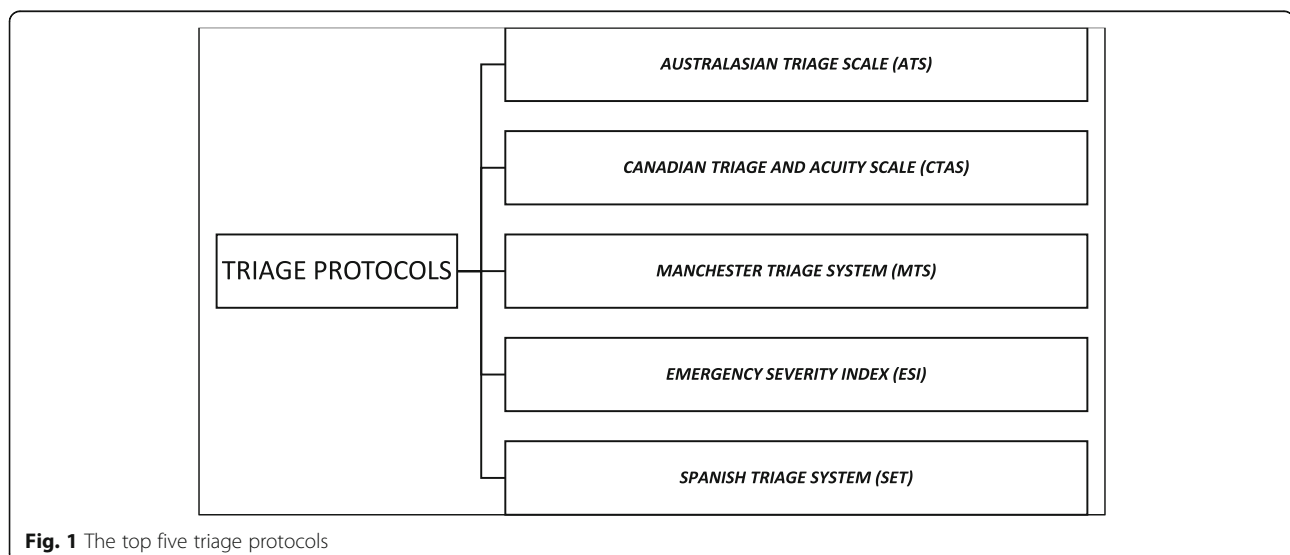 AUSTRALASIAN TRIAGE SCALE (ATS)
CANADIAN TRIAGE AND ACUITY SCALE (CTAS)
TRIAGE PROTOCOLS
MANCHESTER TRIAGE SYSTEM (MTS)
EMERGENCY SEVERITY INDEX (ESI)
SPANISH TRIAGE SYSTEM (SET)
Fig. 1 The top five triage protocols